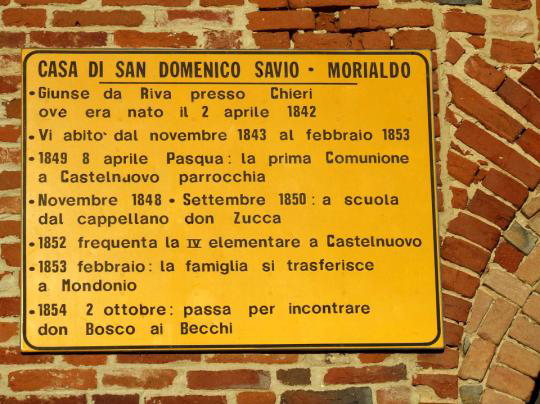 CASA DI SAN DOMENICO SAVIO - MORIALDO
• Giunse da Riva presso Chieri
ove era nato il 2 aprile 1842
• Vi abitò dal novembre 1843 al febbraio 1853
• 1849 8 aprile Pasqua: la prima Comunione
a Castelnuovo parrocchia
• Novembre 1848 • Settembre 1850: a scuola
dal cappellano don Zucca
• 1852 frequenta la IV elementare a Castelnuovo
• 1853 febbraio: la famiglia si trasferisce
a Mondonio
• 1854 2 ottobre: passa per incontrare
don Bosco ai Becchi